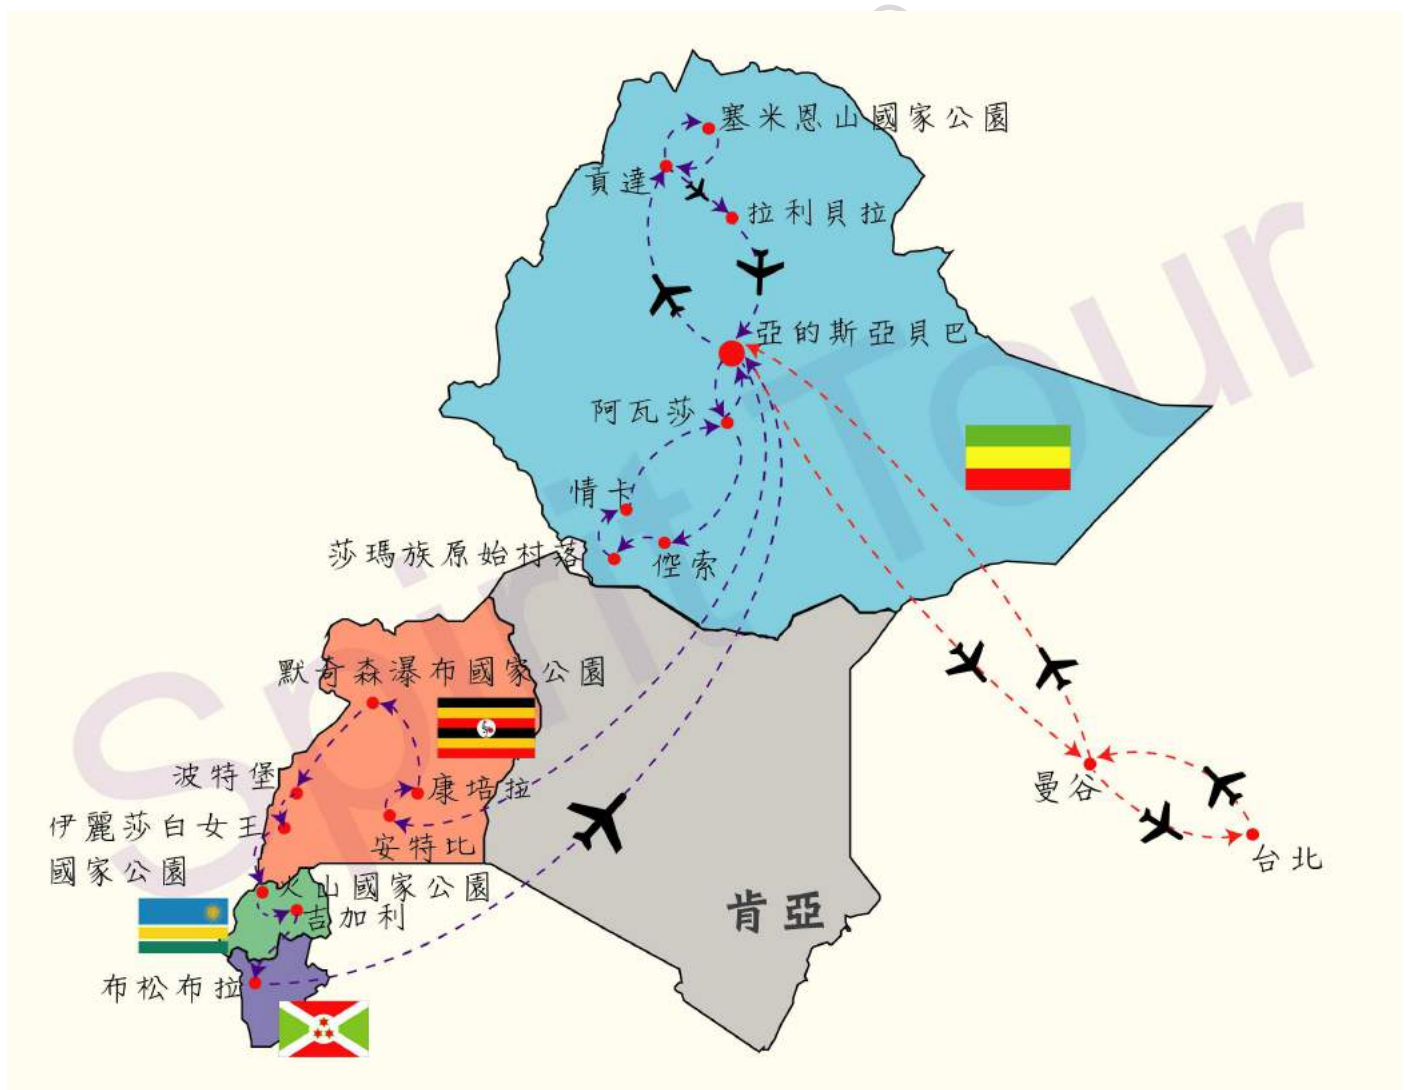 塞米恩山國家公園
貢達
拉利貝拉
亞的斯亞貝巴
阿瓦莎
情卡
莎瑪族原始村落
倥索
默奇森瀑布國家公園
波特堡
康培拉
曼谷
伊麗莎白女王
國家公園
安特比
台北
火山國家公園
吉加利
肯亞
布松布拉
Spirit Tour